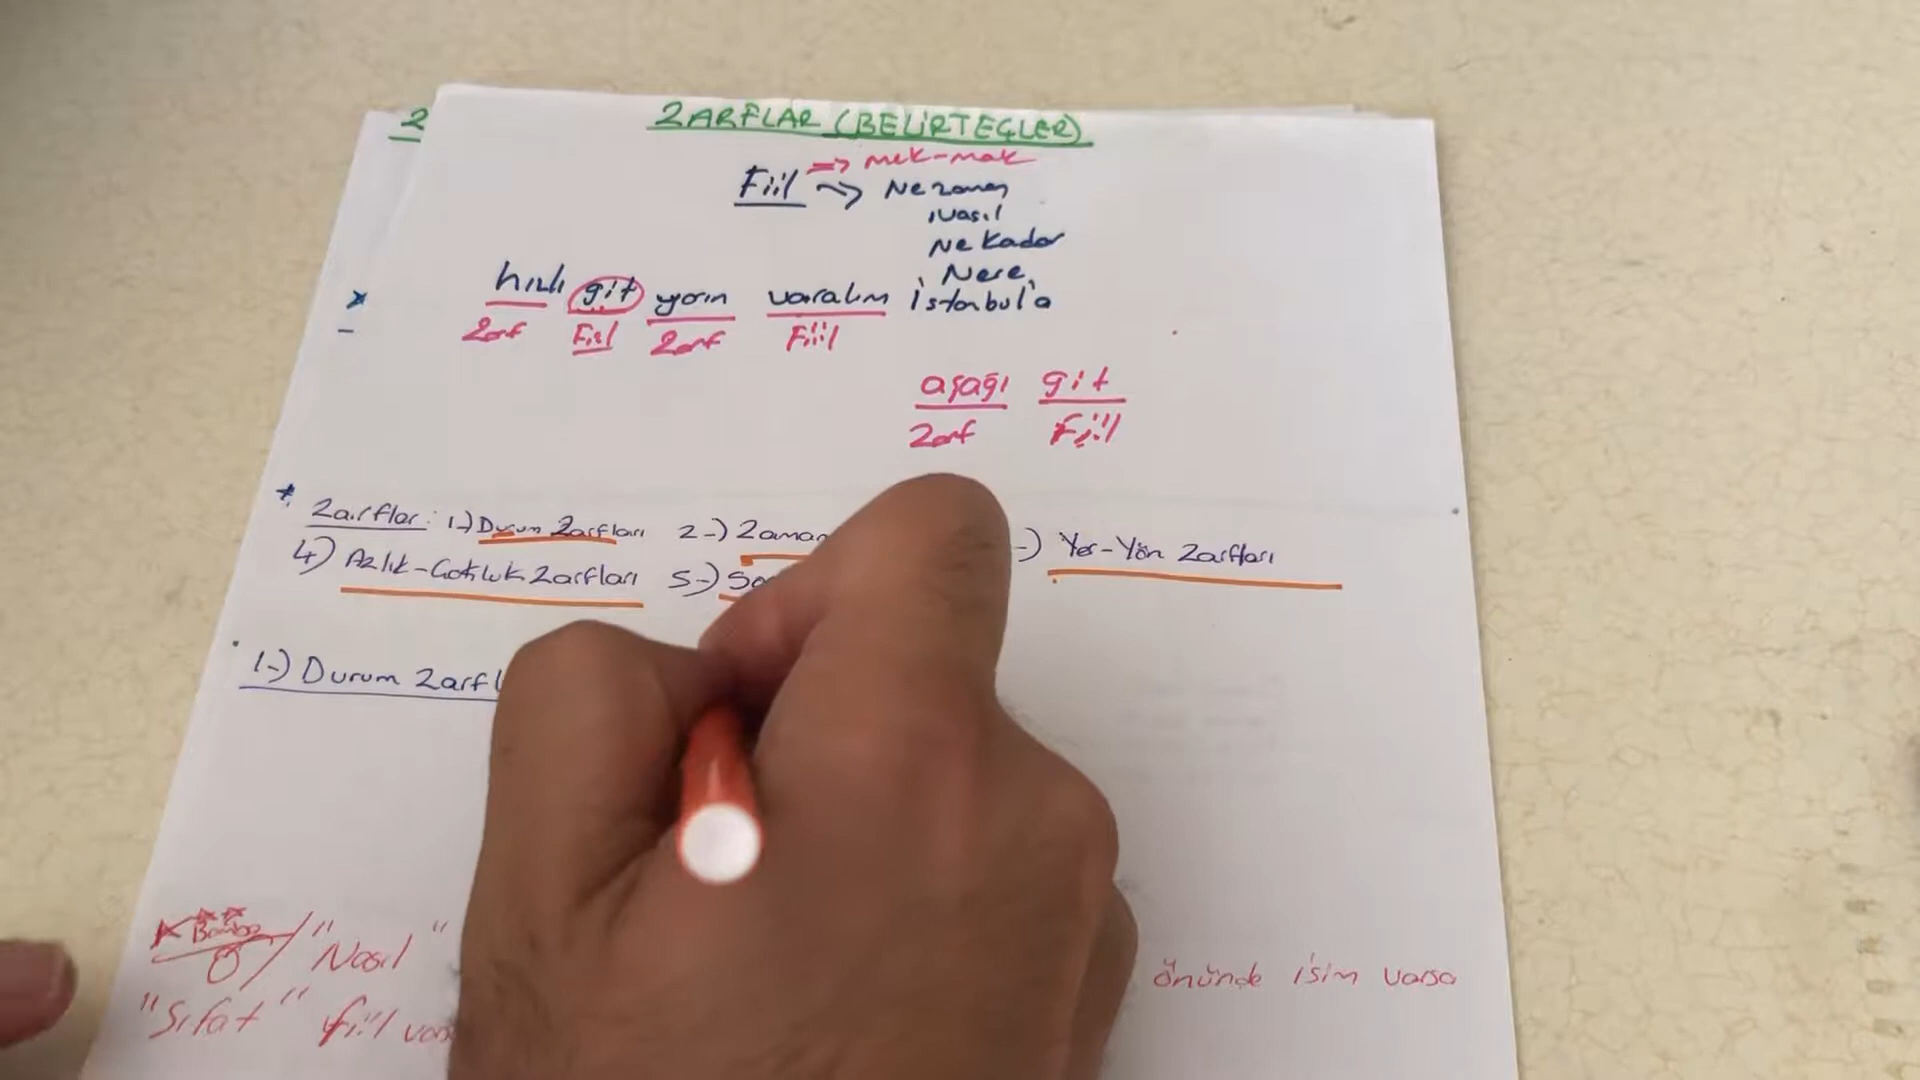 ZARFLAR (BELİRTEÇLER)
Fiil => mek-mak
Ne zaman
Nasıl
Ne kadar
Nere
hızlı git yarın varalım İstanbul'a
Zarf Fiil Zarf Fiil
aşağı git
Zarf Fiil
Zarflar: 1-) Durum Zarfları 2-) Zaman -) Yer-Yön Zarfları
4) Azlık-Çokluk Zarfları 5-)
1-) Durum Zarfl
Bomba "Nasıl" önünde isim varsa
"Sıfat" fiil